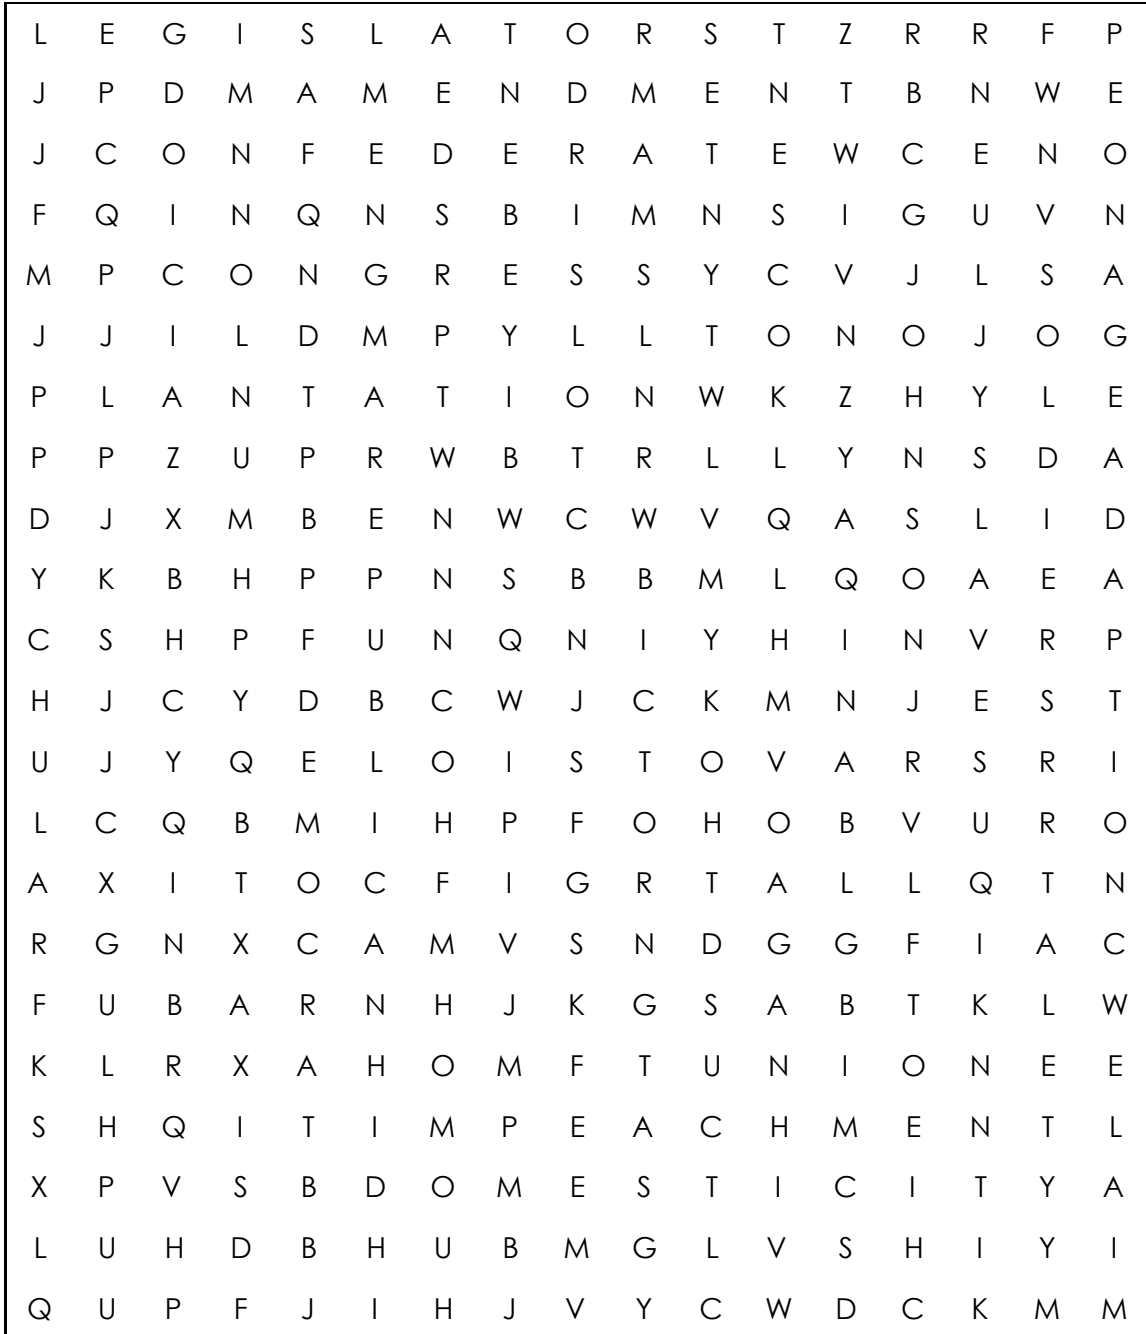 L E G I S L A T O R S T Z R R F P
J P D M A M E N D M E N T B N W E
J C O N F E D E R A T E W C E N O
F Q I N Q N S B I M N S I G U V N
M P C O N G R E S S Y C V J L S A
J J I L D M P Y L L T O N O J O G
P L A N T A T I O N W K Z H Y L E
P P Z U P R W B T R L L Y N S D A
D J X M B E N W C W V Q A S L I D
Y K B H P P N S B B M L Q O A E A
C S H P F U N Q N I Y H I N V R P
H J C Y D B C W J C K M N J E S T
U J Y Q E L O I S T O V A R S R I
L C Q B M I H P F O H O B V U R O
A X I T O C F I G R T A L L Q T N
R G N X C A M V S N D G G F I A C
F U B A R N H J K G S A B T K L W
K L R X A H O M F T U N I O N E E
S H Q I T I M P E A C H M E N T L
X P V S B D O M E S T I C I T Y A
L U H D B H U B M G L V S H I Y I
Q U P F J I H J V Y C W D C K M M